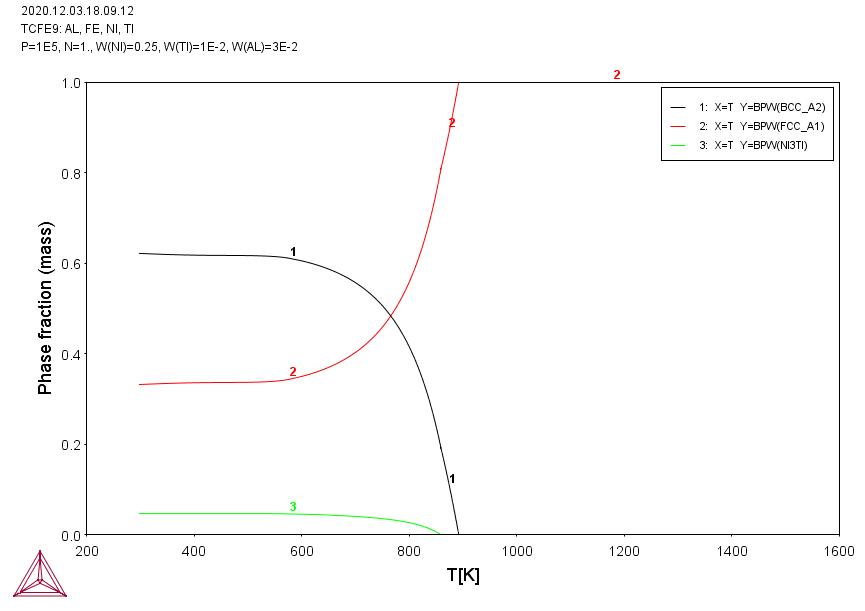 2020.12.03.18.09.12
TCFE9: AL, FE, NI, TI
P=1E5, N=1., W(NI)=0.25, W(TI)=1E-2, W(AL)=3E-2
2
1.0
1: X=T Y=BPW(BCC_A2)
2: X=T Y=BPW(FCC_A1)
3: X=T Y=BPW(NI3TI)
2
0.8
Phase fraction (mass)
1
0.6
0.4
2
0.2
1
3
0.0
200 400 600 800 1000 1200 1400 1600
T[K]